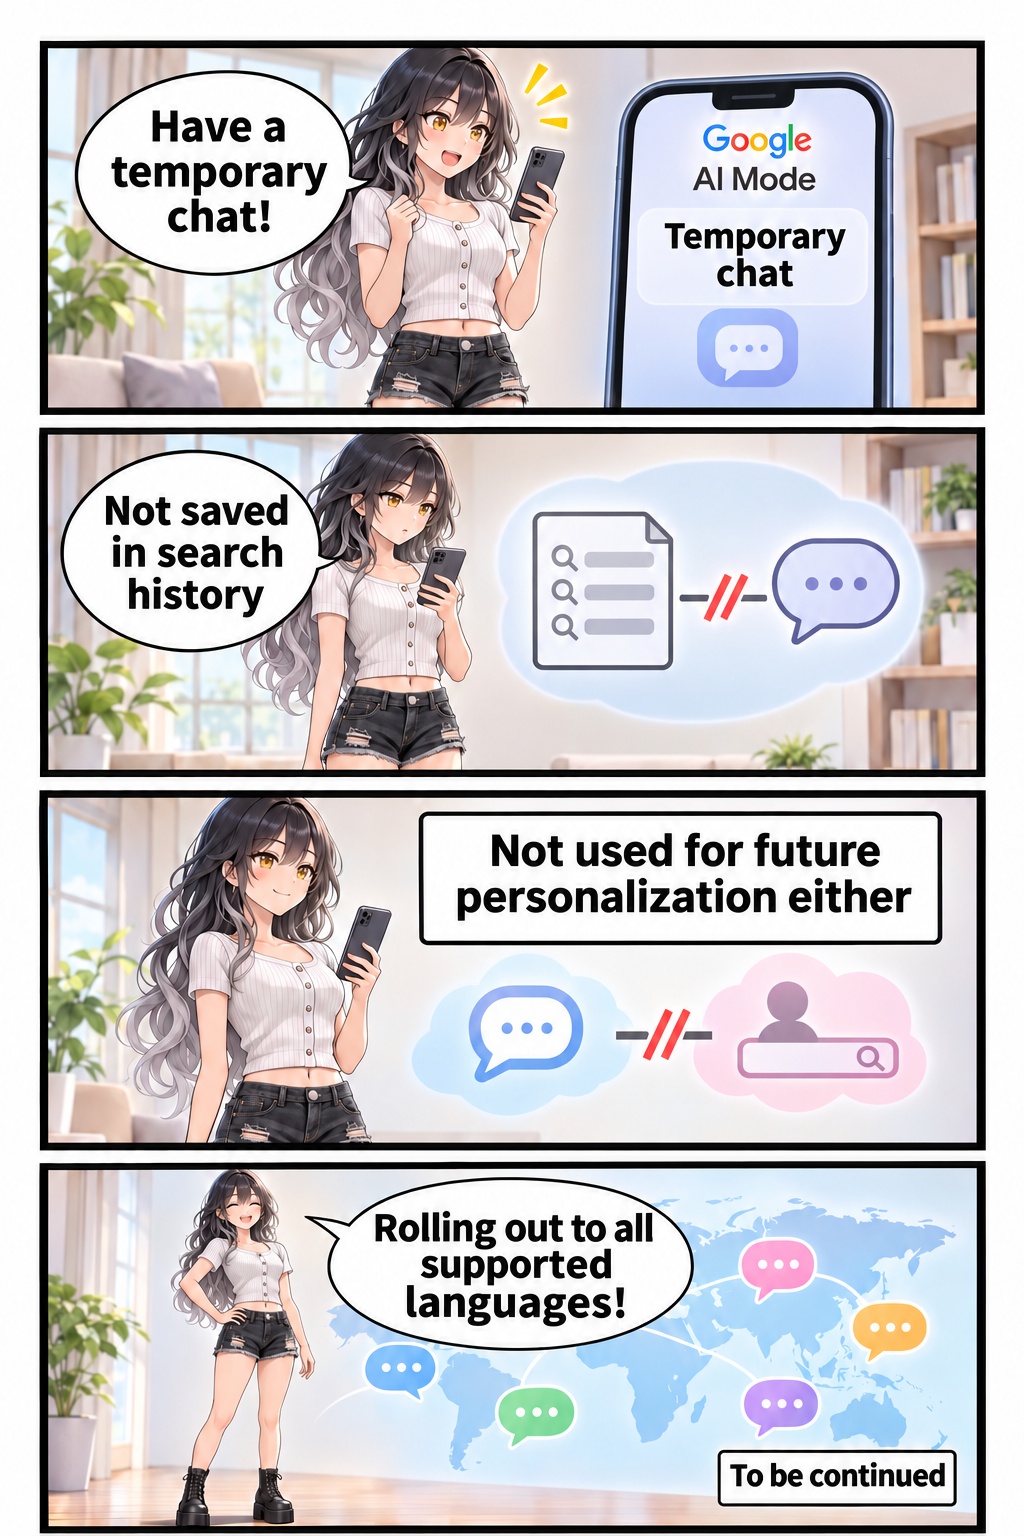 Have a
temporary
chat!
Google
AI Mode
Temporary
chat
Not saved
in search
history
Not used for future
personalization either
Rolling out to all
supported
languages!
To be continued